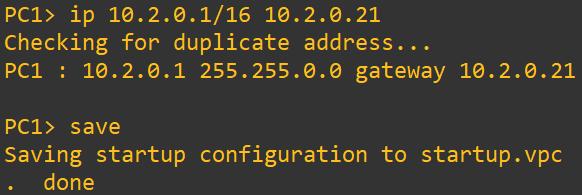 PC1> ip 10.2.0.1/16 10.2.0.21
Checking for duplicate address...
PC1 : 10.2.0.1 255.255.0.0 gateway 10.2.0.21
PC1> save
Saving startup configuration to startup.vpc
.  done